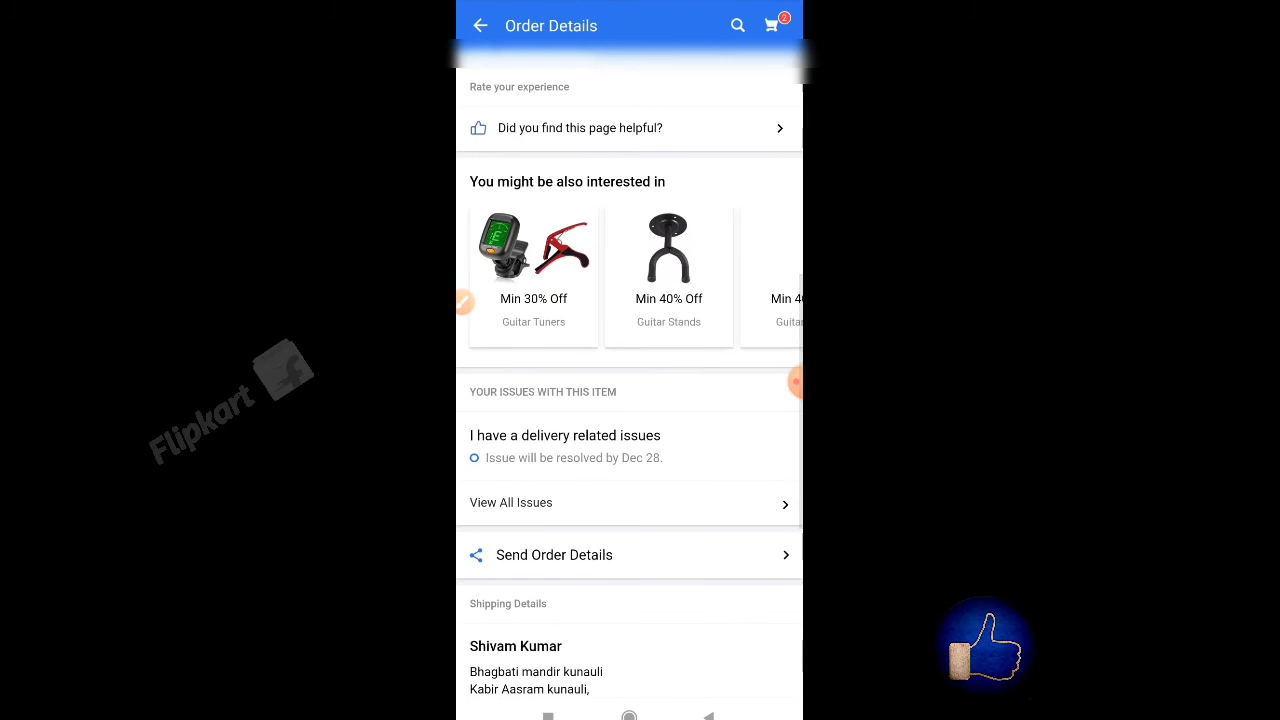 Order Details
2
Rate your experience
Did you find this page helpful?
You might be also interested in
E
Min 30% Off
Guitar Tuners
Min 40% Off
Guitar Stands
Min 4
Guitar
YOUR ISSUES WITH THIS ITEM
I have a delivery related issues
Issue will be resolved by Dec 28.
View All Issues
Send Order Details
Shipping Details
Shivam Kumar
Bhagbati mandir kunauli
Kabir Aasram kunauli,
Flipkart